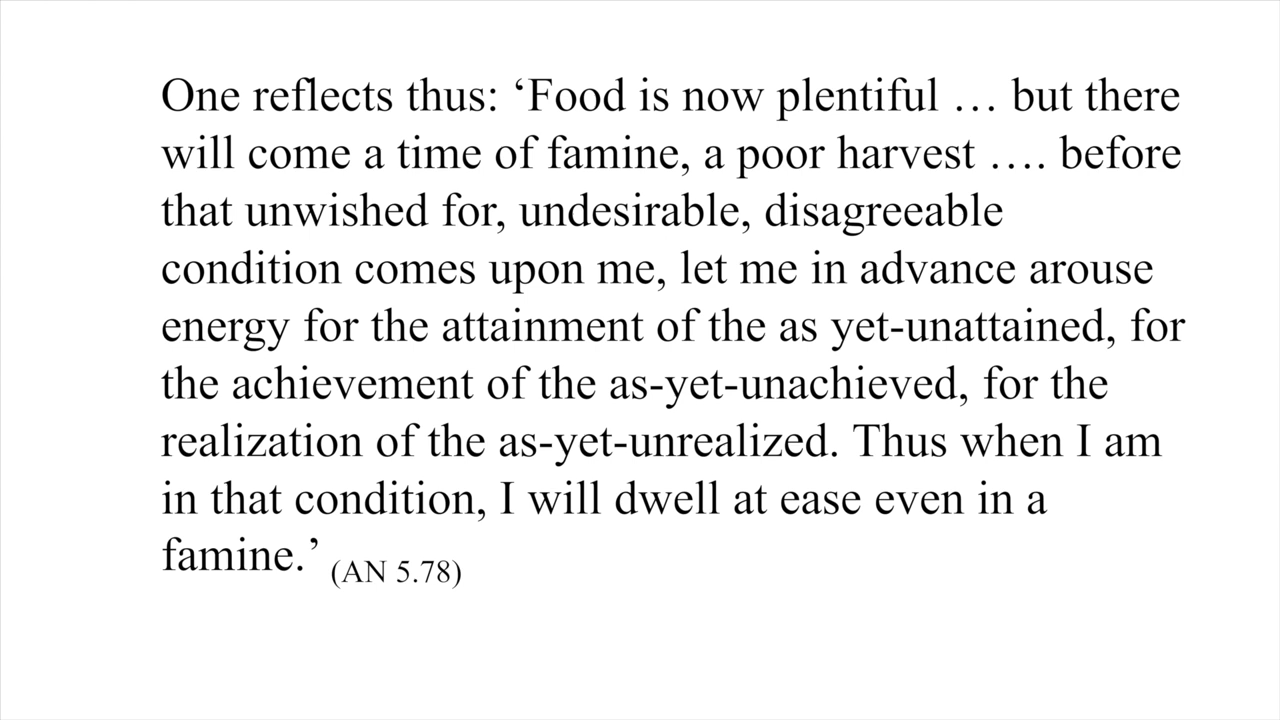 One reflects thus: ‘Food is now plentiful … but there
will come a time of famine, a poor harvest …. before
that unwished for, undesirable, disagreeable
condition comes upon me, let me in advance arouse
energy for the attainment of the as yet-unattained, for
the achievement of the as-yet-unachieved, for the
realization of the as-yet-unrealized. Thus when I am
in that condition, I will dwell at ease even in a
famine.’ (AN 5.78)